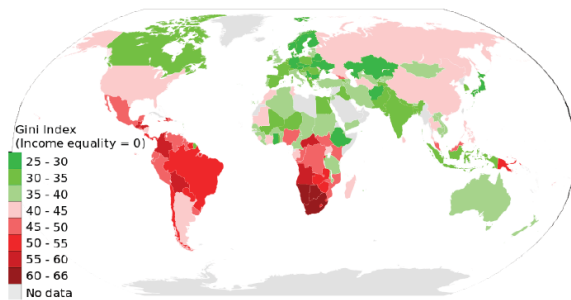 Gini Index
(Income equality = 0)
25 - 30
30 - 35
35 - 40
40 - 45
45 - 50
50 - 55
55 - 60
60 - 66
No data